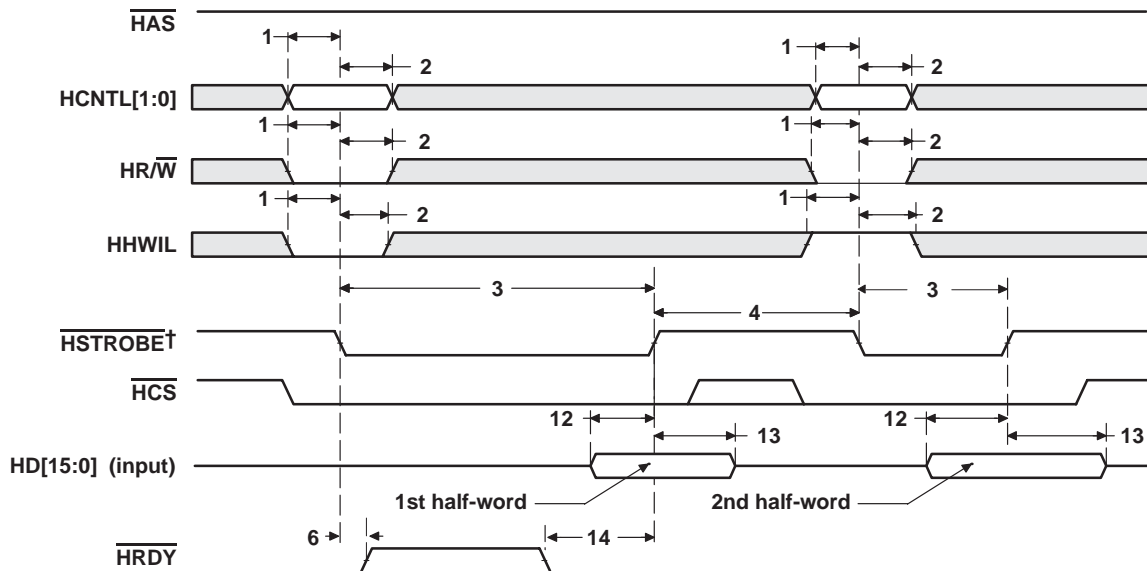 HAS
1
2
1
2
HCNTL[1:0]
1
2
1
2
HR/W
1
2
1
2
HHWIL
3
3
4
HSTROBE†
HCS
12
13
12
13
HD[15:0] (input)
1st half-word
2nd half-word
6
14
HRDY